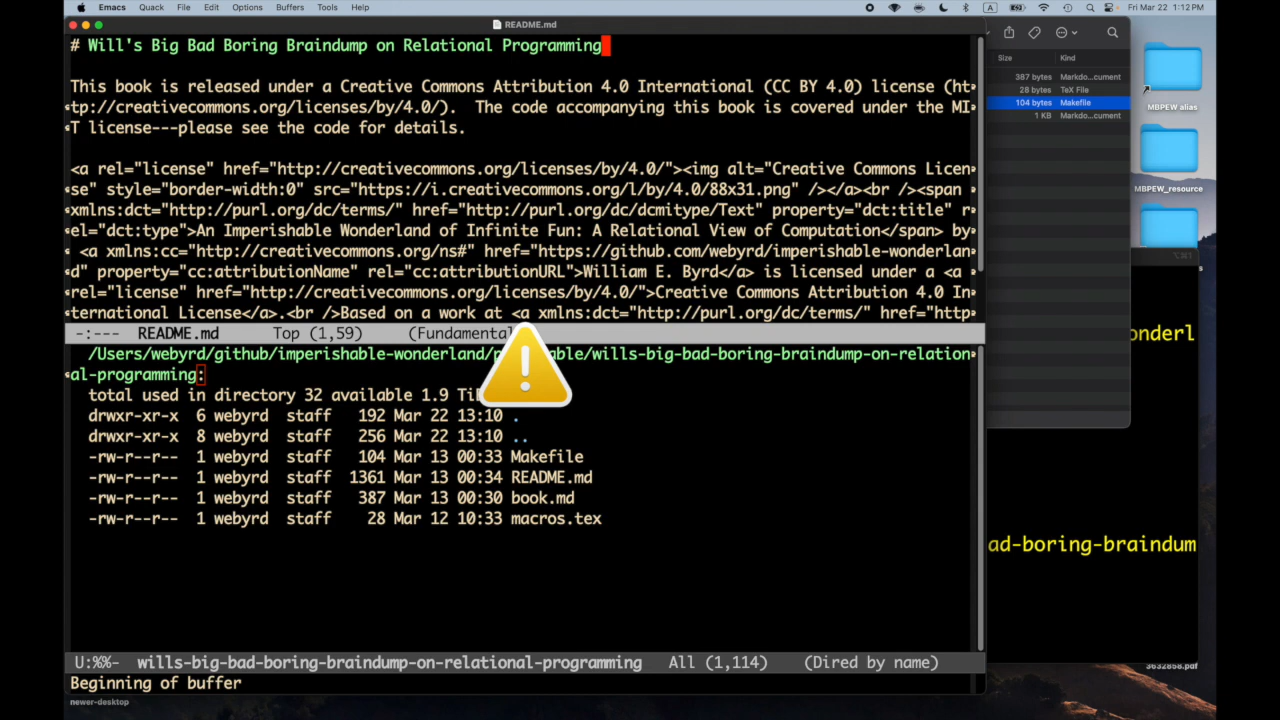 Emacs Quack File Edit Options Buffers Tools Help
A
Fri Mar 22 1:12 PM
README.md
# Will's Big Bad Boring Braindump on Relational Programming
This book is released under a Creative Commons Attribution 4.0 International (CC BY 4.0) license (ht
tp://creativecommons.org/licenses/by/4.0/).  The code accompanying this book is covered under the MI
T license---please see the code for details.
<a rel="license" href="http://creativecommons.org/licenses/by/4.0/"><img alt="Creative Commons Licen
se" style="border-width:0" src="https://i.creativecommons.org/l/by/4.0/88x31.png" /></a><br /><span
xmlns:dct="http://purl.org/dc/terms/" href="http://purl.org/dc/dcmitype/Text" property="dct:title" r
el="dct:type">An Imperishable Wonderland of Infinite Fun: A Relational View of Computation</span> by
<a xmlns:cc="http://creativecommons.org/ns#" href="https://github.com/webyrd/imperishable-wonderlan
d" property="cc:attributionName" rel="cc:attributionURL">William E. Byrd</a> is licensed under a <a
rel="license" href="http://creativecommons.org/licenses/by/4.0/">Creative Commons Attribution 4.0 In
ternational License</a>.<br />Based on a work at <a xmlns:dct="http://purl.org/dc/terms/" href="http
-:--- README.md Top (1,59) (Fundamental
/Users/webyrd/github/imperishable-wonderland/p able/wills-big-bad-boring-braindump-on-relation
al-programming:
total used in directory 32 available 1.9 Ti
drwxr-xr-x 6 webyrd staff 192 Mar 22 13:10 .
drwxr-xr-x 8 webyrd staff 256 Mar 22 13:10 ..
-rw-r--r-- 1 webyrd staff 104 Mar 13 00:33 Makefile
-rw-r--r-- 1 webyrd staff 1361 Mar 13 00:34 README.md
-rw-r--r-- 1 webyrd staff 387 Mar 13 00:30 book.md
-rw-r--r-- 1 webyrd staff 28 Mar 12 10:33 macros.tex
U:%%- wills-big-bad-boring-braindump-on-relational-programming All (1,114) (Dired by name)
Beginning of buffer
newer-desktop
Size Kind
387 bytes Markdo...cument
28 bytes TeX File
104 bytes Makefile
1 KB Markdo...cument
MBPEW alias
MBPEW_resource
onderl
ad-boring-braindum
3632858.pdf